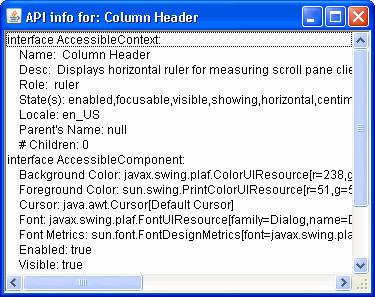 API info for: Column Header
interface AccessibleContext:
Name: Column Header
Desc: Displays horizontal ruler for measuring scroll pane clie
Role: ruler
State(s): enabled,focusable,visible,showing,horizontal,centim
Locale: en_US
Parent's Name: null
# Children: 0
interface AccessibleComponent:
Background Color: javax.swing.plaf.ColorUIResource[r=238,g
Foreground Color: sun.swing.PrintColorUIResource[r=51,g=5
Cursor: java.awt.Cursor[Default Cursor]
Font: javax.swing.plaf.FontUIResource[family=Dialog,name=D
Font Metrics: sun.font.FontDesignMetrics[font=javax.swing.pl
Enabled: true
Visible: true